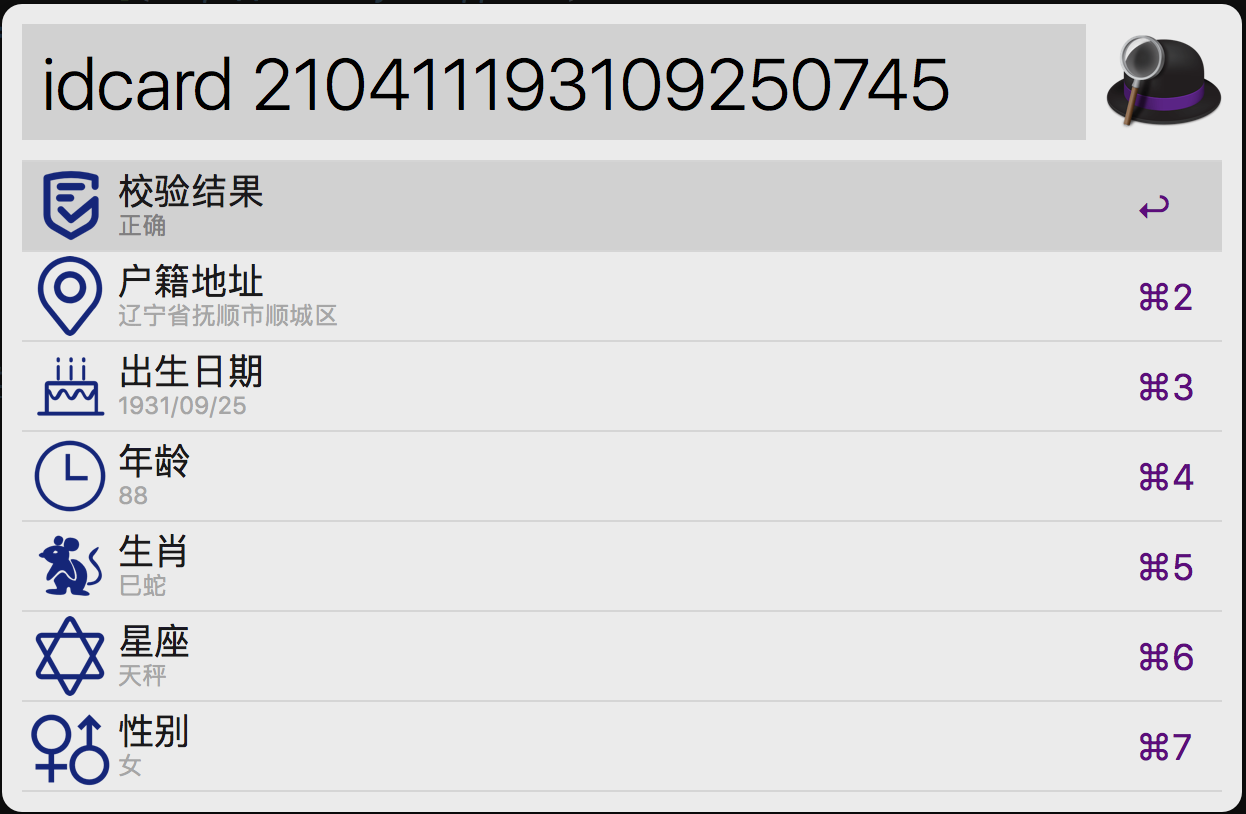 idcard 210411193109250745
校验结果
正确
户籍地址
辽宁省抚顺市顺城区
⌘2
出生日期
1931/09/25
⌘3
年龄
88
⌘4
生肖
巳蛇
⌘5
星座
天秤
⌘6
性别
女
⌘7